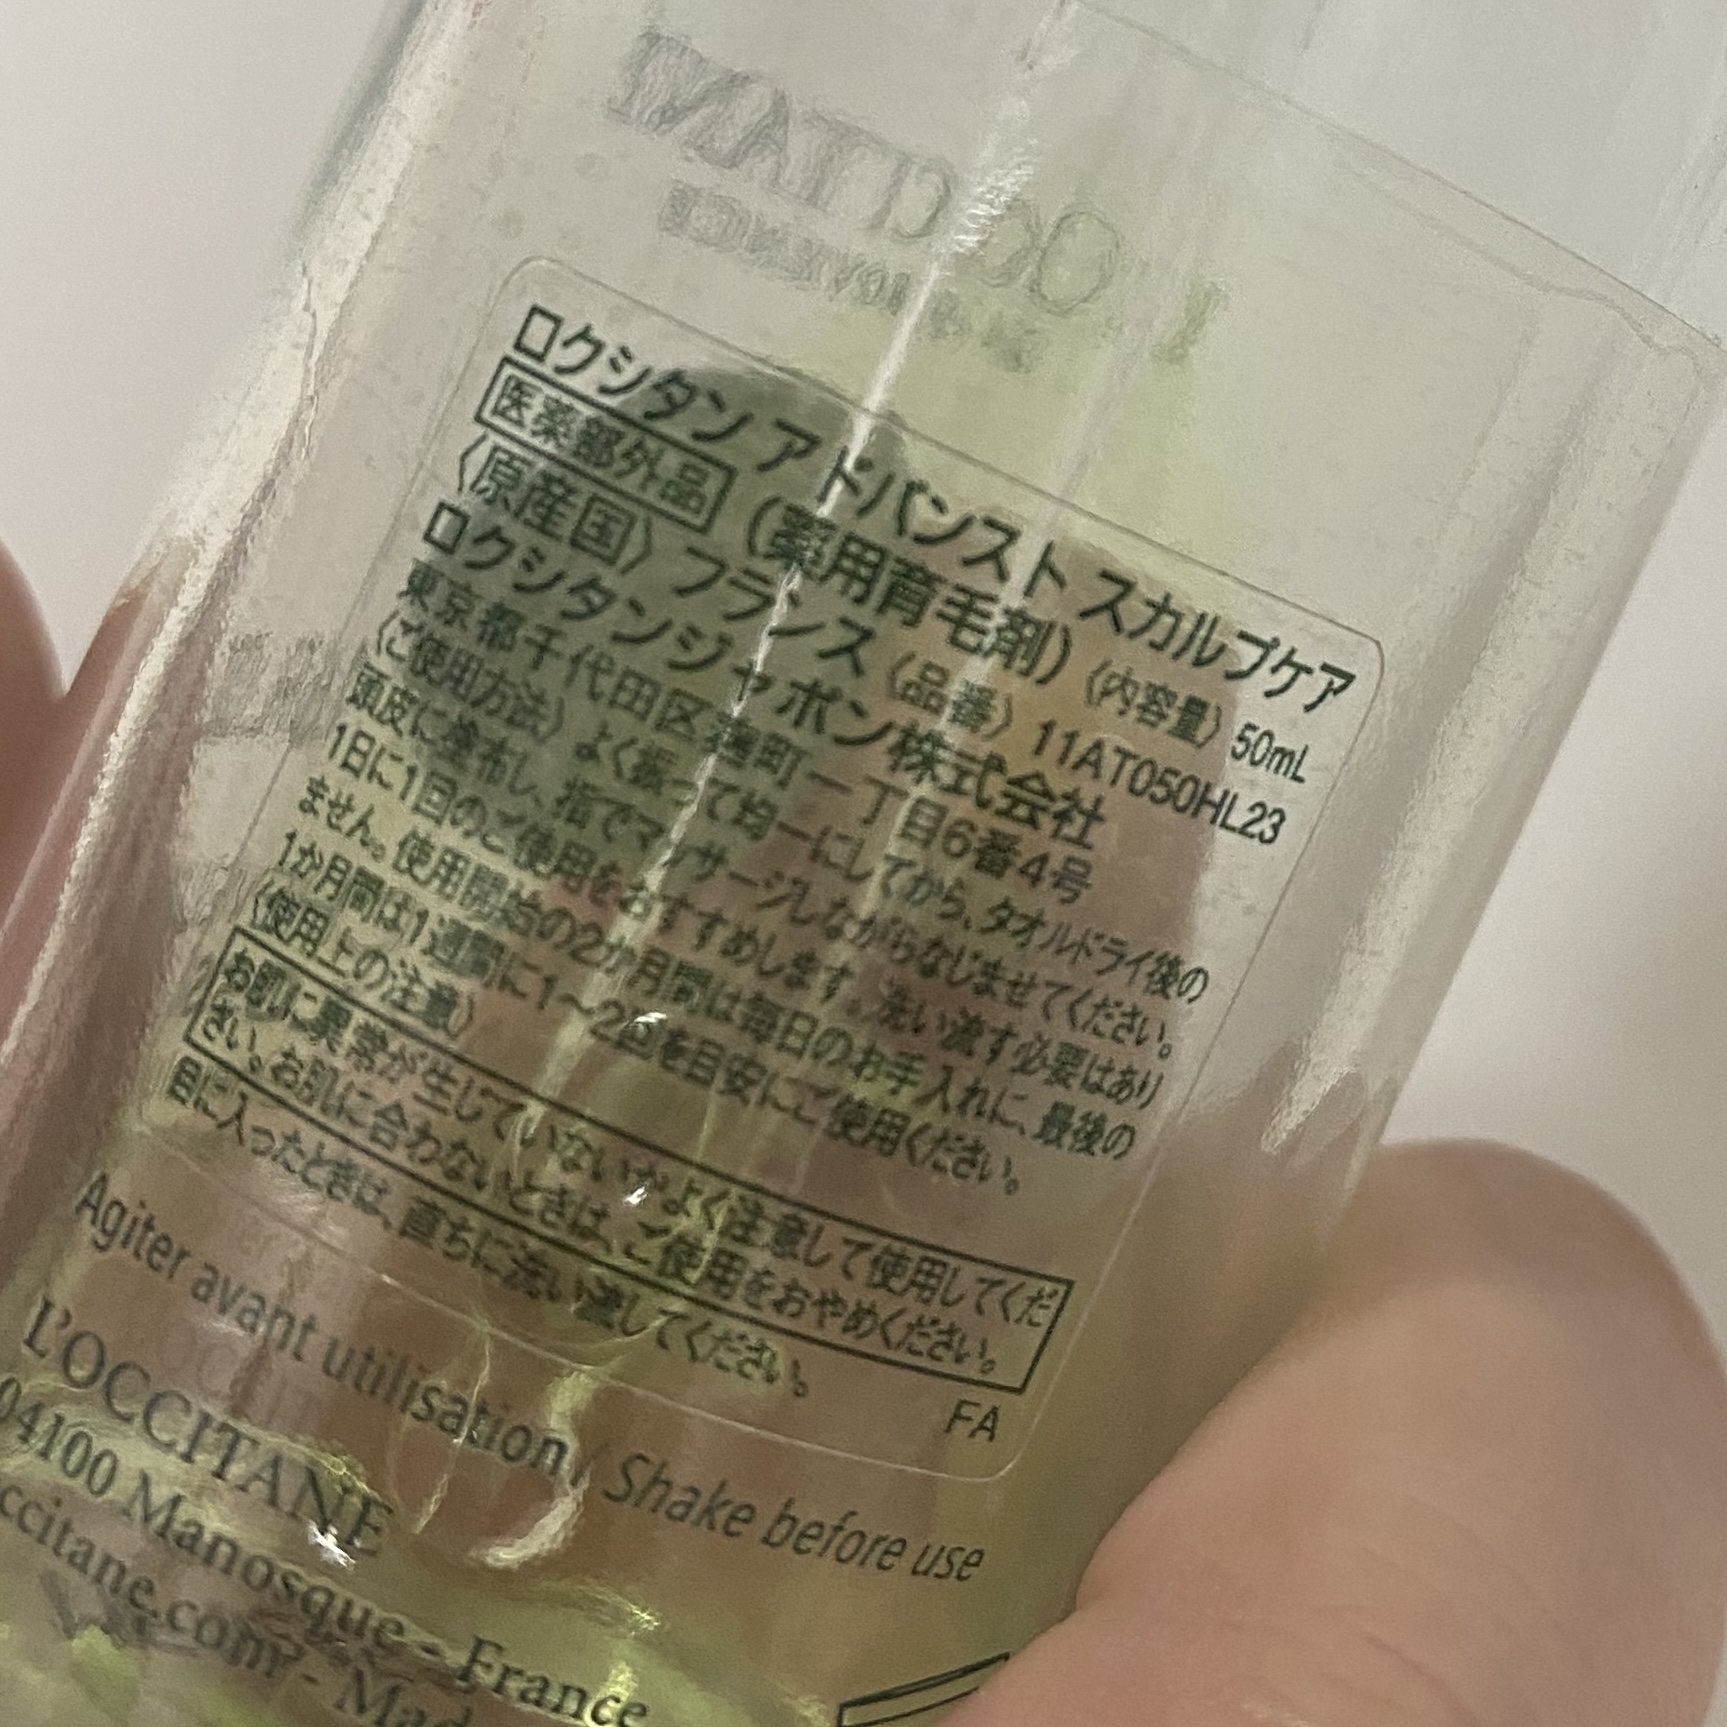 ロクシタン アドバンスト スカルプケア
医薬部外品 (薬用育毛剤) 〈内容量〉 50mL
〈原産国〉 フランス 〈品番〉 11AT050HL23
ロクシタンジャポン株式会社
東京都千代田区麹町一丁目6番4号
〈ご使用方法〉 よく振って均一にしてから、タオルドライ後の
頭皮に塗布し、指でマッサージしながらなじませてください。
1日に1回のご使用をおすすめします。洗い流す必要はあり
ません。使用開始の2か月間は毎日のお手入れに、最後の
1か月間は1週間に1〜2回を目安にご使用ください。
〈使用上の注意〉
お肌に異常が生じていないかよく注意して使用してくだ
さい。お肌に合わないときは、ご使用をおやめください。
目に入ったときは、直ちに洗い流してください。
FA
Agiter avant utilisation / Shake before use
L'OCCITANE
04100 Manosque - France
ccitane.com - Mad